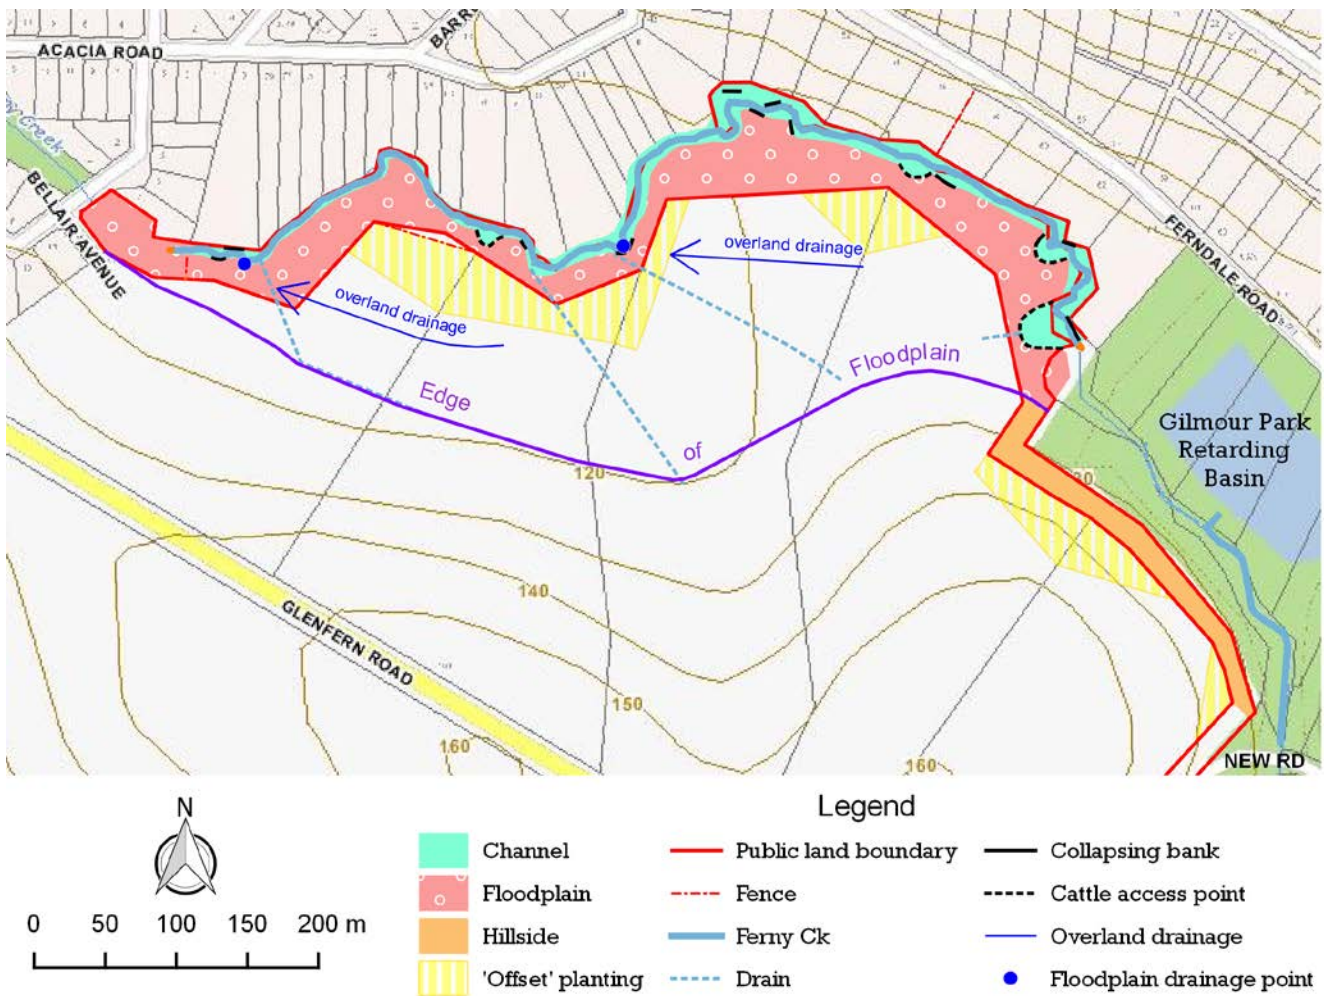 ACACIA ROAD
BARR
Creek
BELLAIR AVENUE
FERNDALE ROAD
overland drainage
overland drainage
Floodplain
Edge
of
Gilmour Park
Retarding
Basin
120
140
150
160
160
GLENFERN ROAD
NEW RD
N
0 50 100 150 200 m
Legend
Channel
Floodplain
Hillside
'Offset' planting
Public land boundary
Fence
Ferny Ck
Drain
Collapsing bank
Cattle access point
Overland drainage
Floodplain drainage point